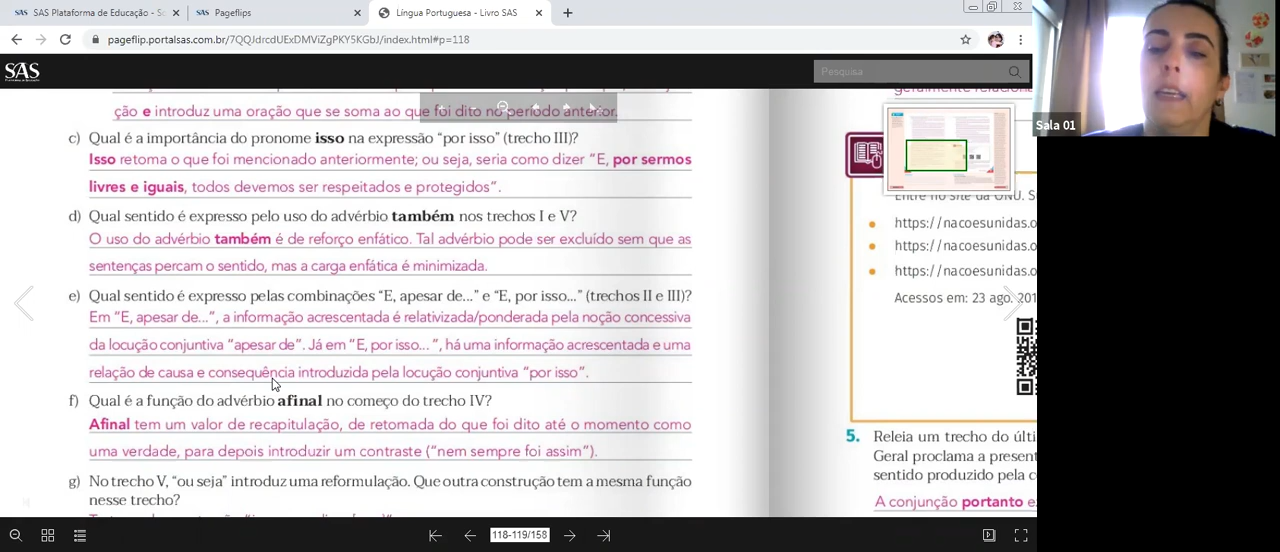 SAS Plataforma de Educação - So
Pageflips
Língua Portuguesa - Livro SAS
pageflip.portalsas.com.br/7QQJdrcdUExDMViZgPKY5KGbJ/index.html#p=118
SAS
Pesquisa
Sala 01
ção e introduz uma oração que se soma ao que foi dito no período anterior.
c) Qual é a importância do pronome isso na expressão “por isso” (trecho III)?
Isso retoma o que foi mencionado anteriormente; ou seja, seria como dizer “E, por sermos
livres e iguais, todos devemos ser respeitados e protegidos”.
d) Qual sentido é expresso pelo uso do advérbio também nos trechos I e V?
O uso do advérbio também é de reforço enfático. Tal advérbio pode ser excluído sem que as
sentenças percam o sentido, mas a carga enfática é minimizada.
e) Qual sentido é expresso pelas combinações “E, apesar de...” e “E, por isso...” (trechos II e III)?
Em “E, apesar de...”, a informação acrescentada é relativizada/ponderada pela noção concessiva
da locução conjuntiva “apesar de”. Já em “E, por isso... ”, há uma informação acrescentada e uma
relação de causa e consequência introduzida pela locução conjuntiva “por isso”.
f) Qual é a função do advérbio afinal no começo do trecho IV?
Afinal tem um valor de recapitulação, de retomada do que foi dito até o momento como
uma verdade, para depois introduzir um contraste (“nem sempre foi assim”).
g) No trecho V, “ou seja” introduz uma reformulação. Que outra construção tem a mesma função
nesse trecho?
geralmente relaciona
Entre no site da ONU. S
https://nacoesunidas.o
https://nacoesunidas.o
https://nacoesunidas.o
Acessos em: 23 ago. 201
5. Releia um trecho do últi
Geral proclama a present
sentido produzido pela c
A conjunção portanto e
118-119/158